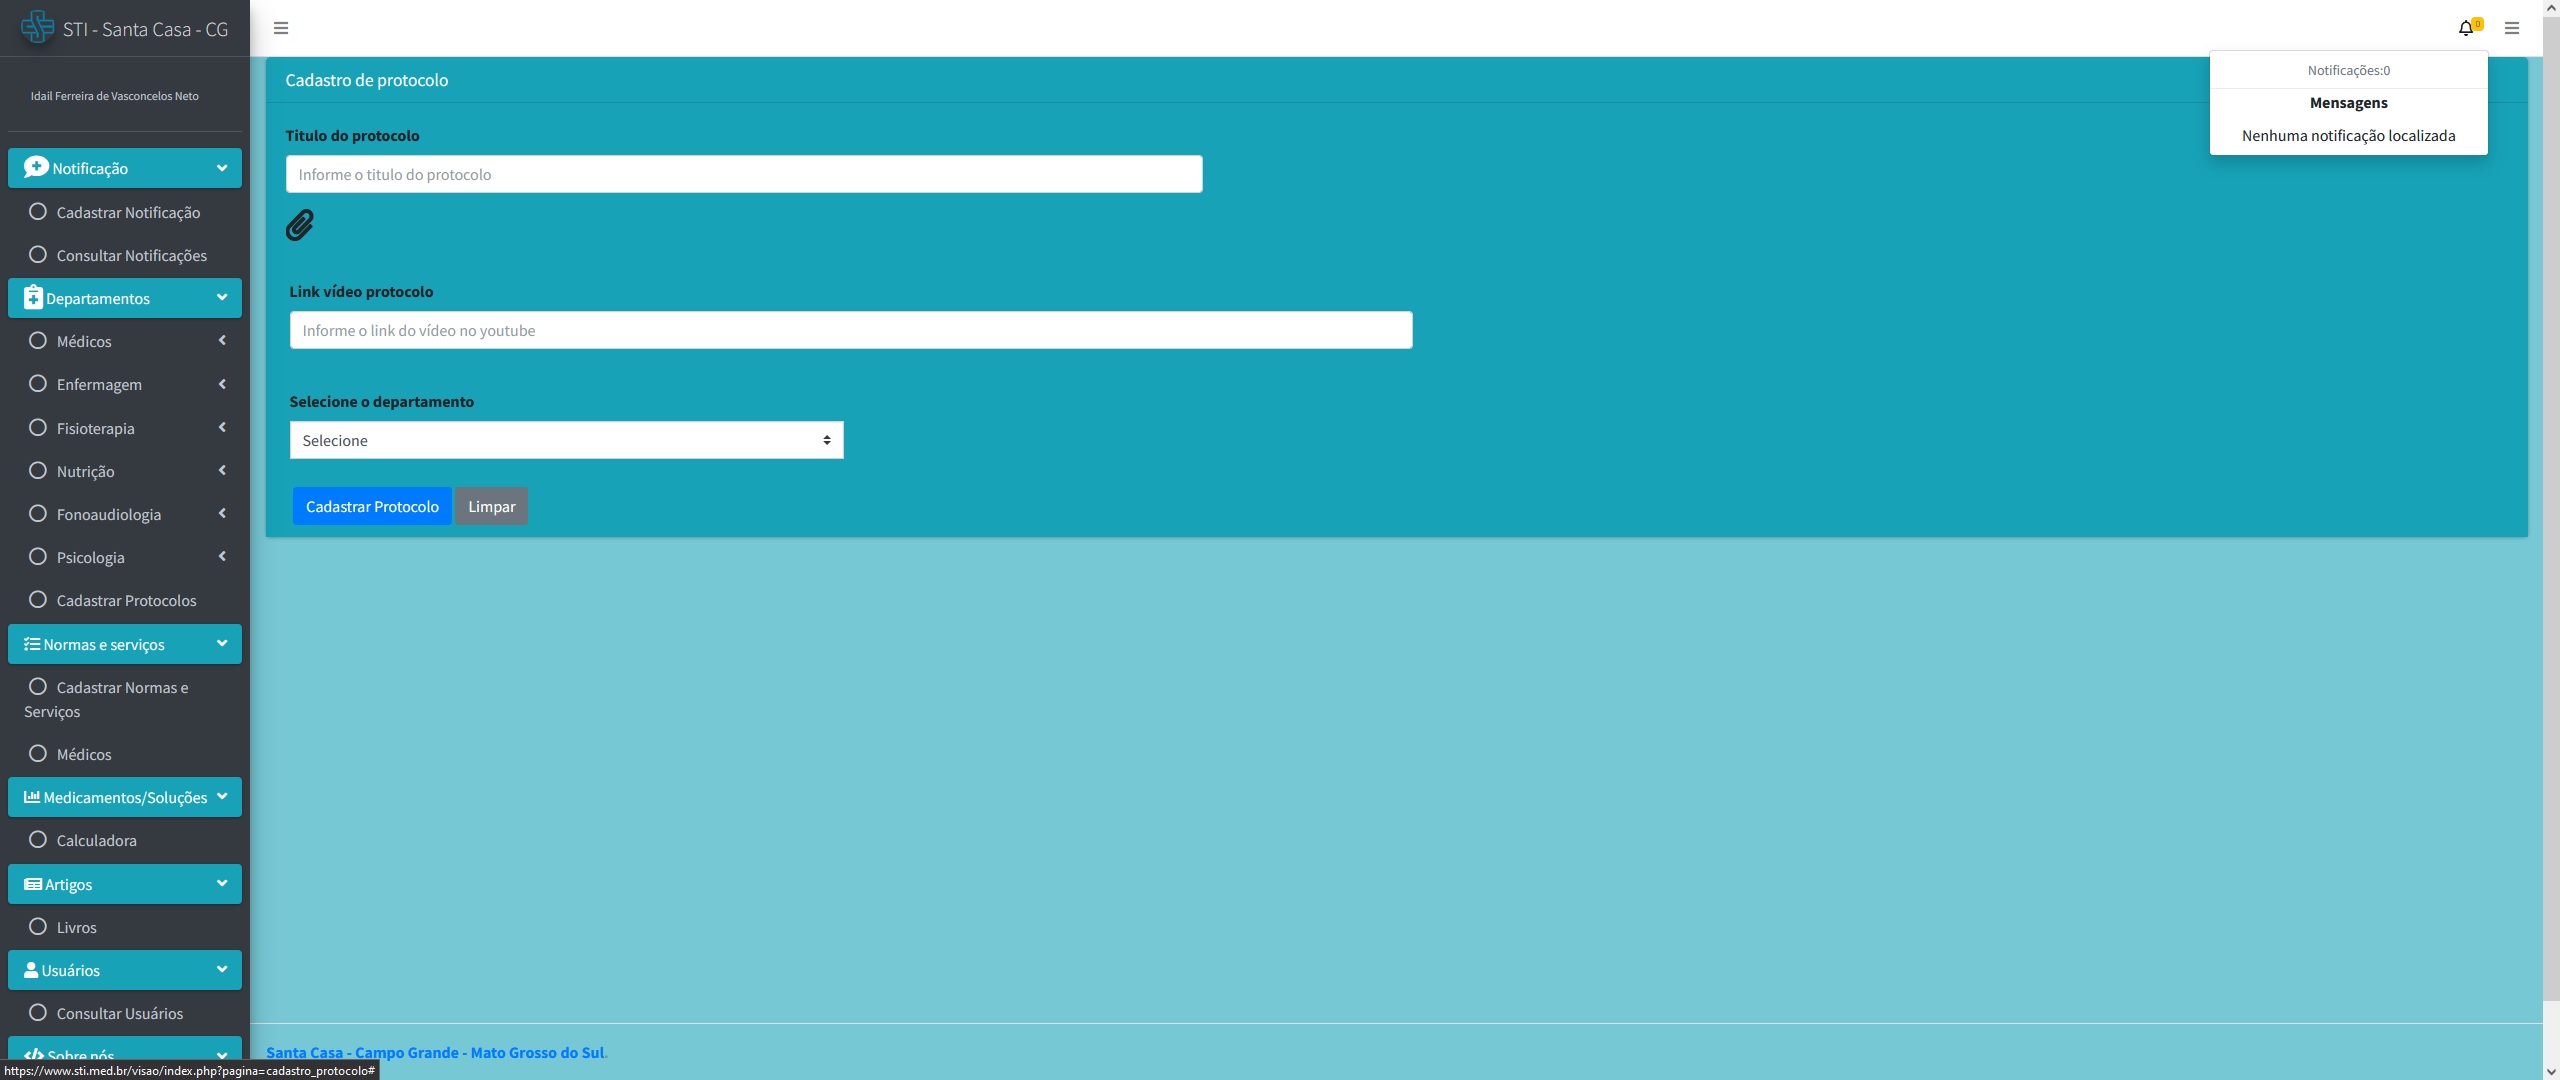 STI - Santa Casa - CG
Idail Ferreira de Vasconcelos Neto
Notificação
Cadastrar Notificação
Consultar Notificações
Departamentos
Médicos
Enfermagem
Fisioterapia
Nutrição
Fonoaudiologia
Psicologia
Cadastrar Protocolos
Normas e serviços
Cadastrar Normas e
Serviços
Médicos
Medicamentos/Soluções
Calculadora
Artigos
Livros
Usuários
Consultar Usuários
Sobre nós
https://www.sti.med.br/visao/index.php?pagina=cadastro_protocolo#
0
Notificações:0
Mensagens
Nenhuma notificação localizada
Cadastro de protocolo
Titulo do protocolo
Informe o titulo do protocolo
Link vídeo protocolo
Informe o link do vídeo no youtube
Selecione o departamento
Selecione
Cadastrar Protocolo
Limpar
Santa Casa - Campo Grande - Mato Grosso do Sul.